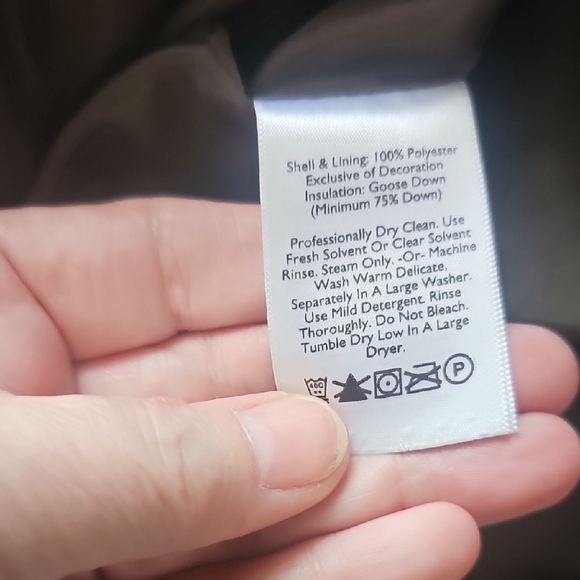 Shell & Lining: 100% Polyester
Exclusive of Decoration
Insulation: Goose Down
(Minimum 75% Down)
Professionally Dry Clean. Use
Fresh Solvent Or Clear Solvent
Rinse. Steam Only. -Or- Machine
Wash Warm Delicate,
Separately In A Large Washer.
Use Mild Detergent. Rinse
Thoroughly. Do Not Bleach.
Tumble Dry Low In A Large
Dryer.
40C P